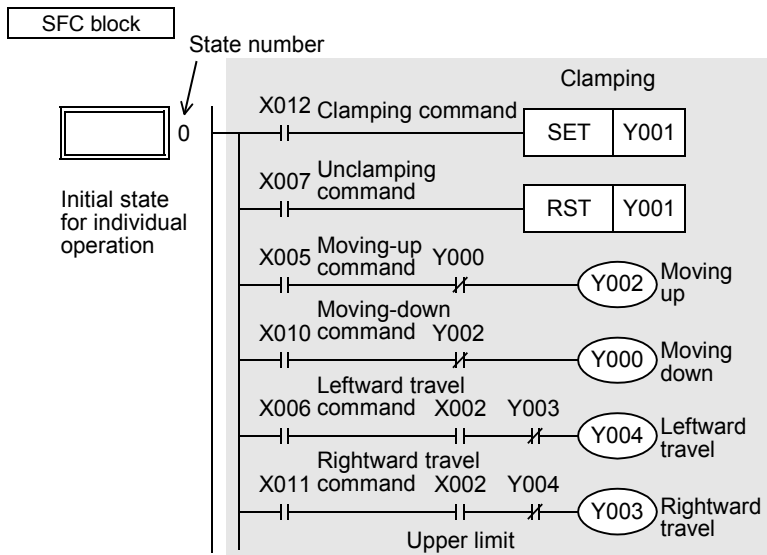 SFC block
State number
0
Initial state
for individual
operation
Clamping
X012 Clamping command
SET Y001
X007 Unclamping
command
RST Y001
X005 Moving-up
command Y000
Y002 Moving
up
Moving-down
X010 command Y002
Y000 Moving
down
Leftward travel
X006 command X002 Y003
Y004 Leftward
travel
Rightward travel
X011 command X002 Y004
Y003 Rightward
travel
Upper limit